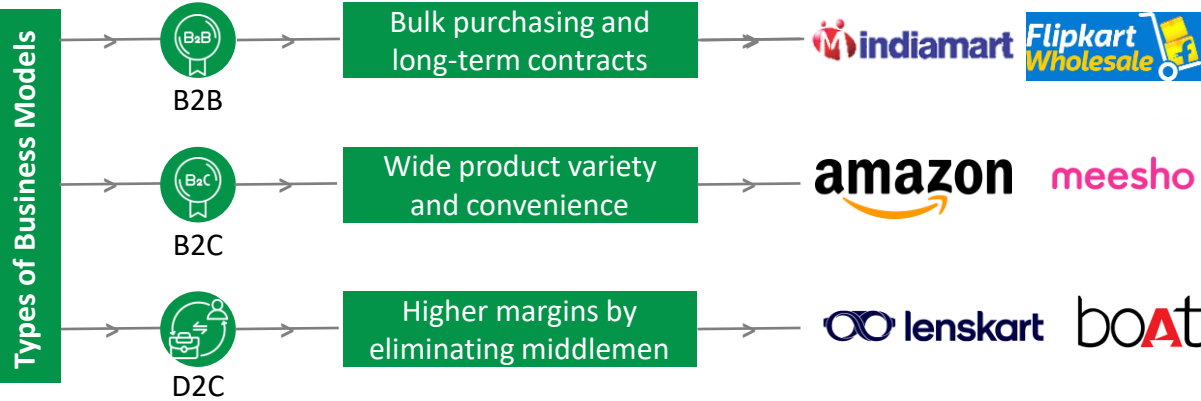 Types of Business Models
B2B
B2B
Bulk purchasing and
long-term contracts
indiamart
Flipkart
Wholesale
B2C
B2C
Wide product variety
and convenience
amazon
meesho
D2C
Higher margins by
eliminating middlemen
lenskart
boAt